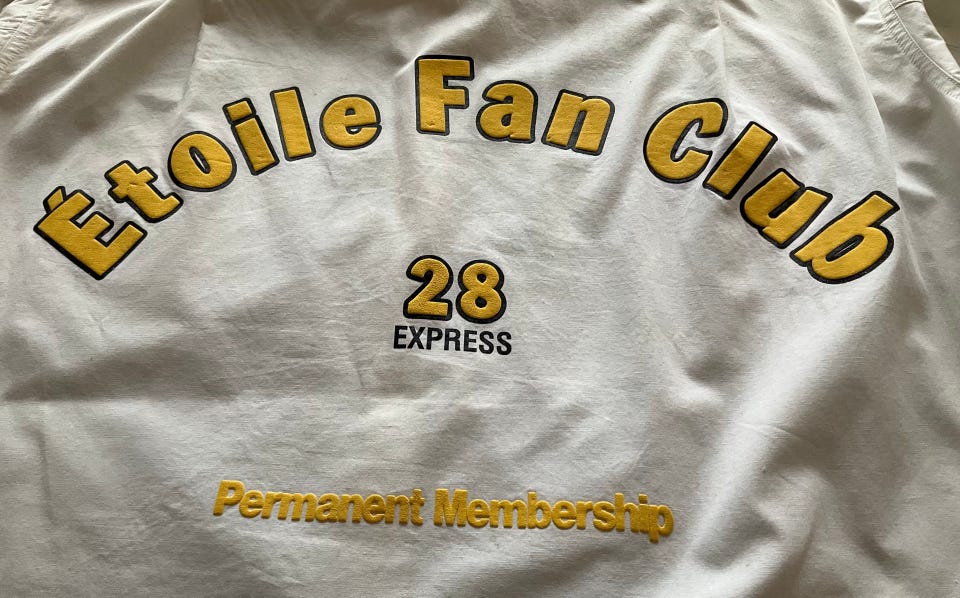 Étoile Fan Club
28
EXPRESS
Permanent Membership